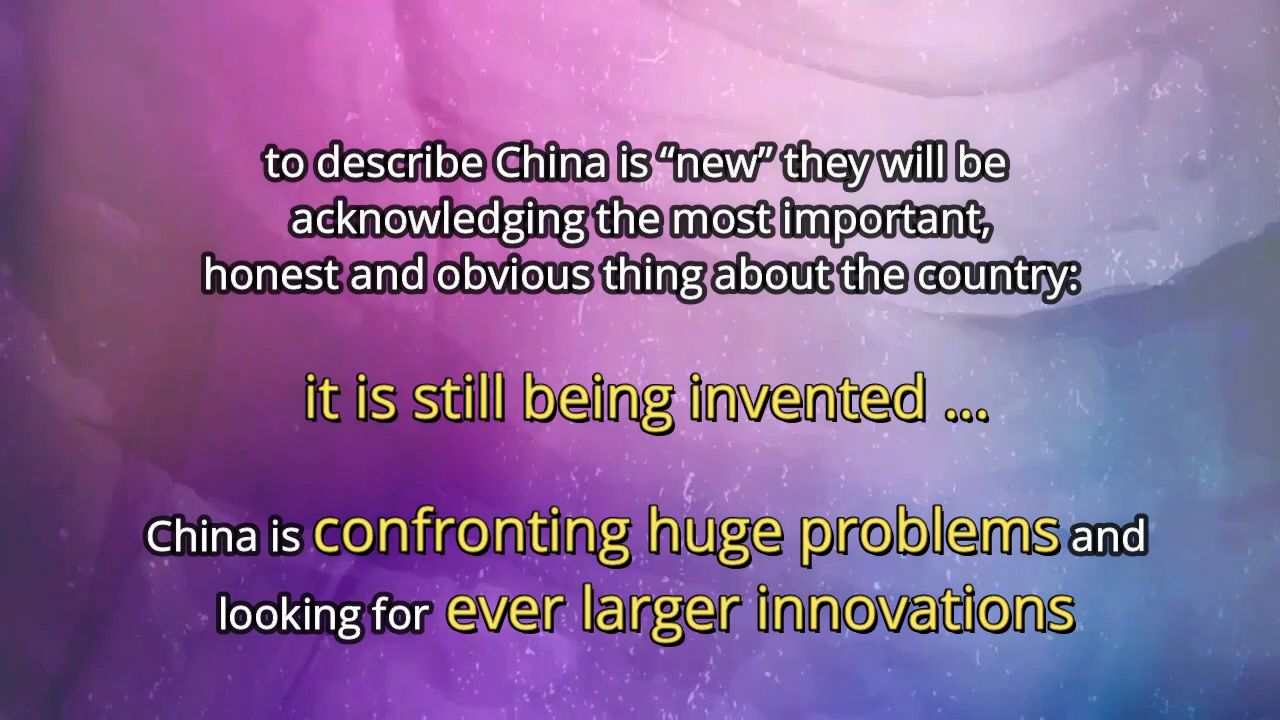 to describe China is “new” they will be
acknowledging the most important,
honest and obvious thing about the country:
it is still being invented ...
China is confronting huge problems and
looking for ever larger innovations